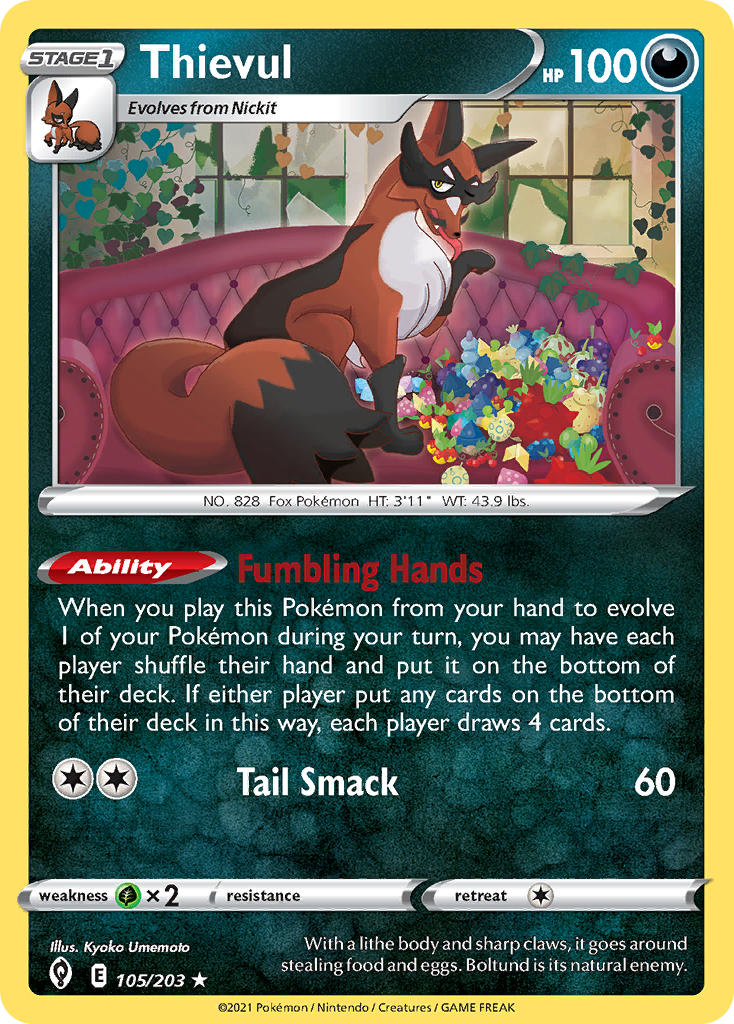 STAGE1
Thievul
HP 100
Evolves from Nickit
NO. 828 Fox Pokémon HT: 3'11" WT: 43.9 lbs.
Ability Fumbling Hands
When you play this Pokémon from your hand to evolve
1 of your Pokémon during your turn, you may have each
player shuffle their hand and put it on the bottom of
their deck. If either player put any cards on the bottom
of their deck in this way, each player draws 4 cards.
Tail Smack 60
weakness ×2 resistance retreat
Illus. Kyoko Umemoto
With a lithe body and sharp claws, it goes around
stealing food and eggs. Boltund is its natural enemy.
E 105/203 ★
©2021 Pokémon / Nintendo / Creatures / GAME FREAK